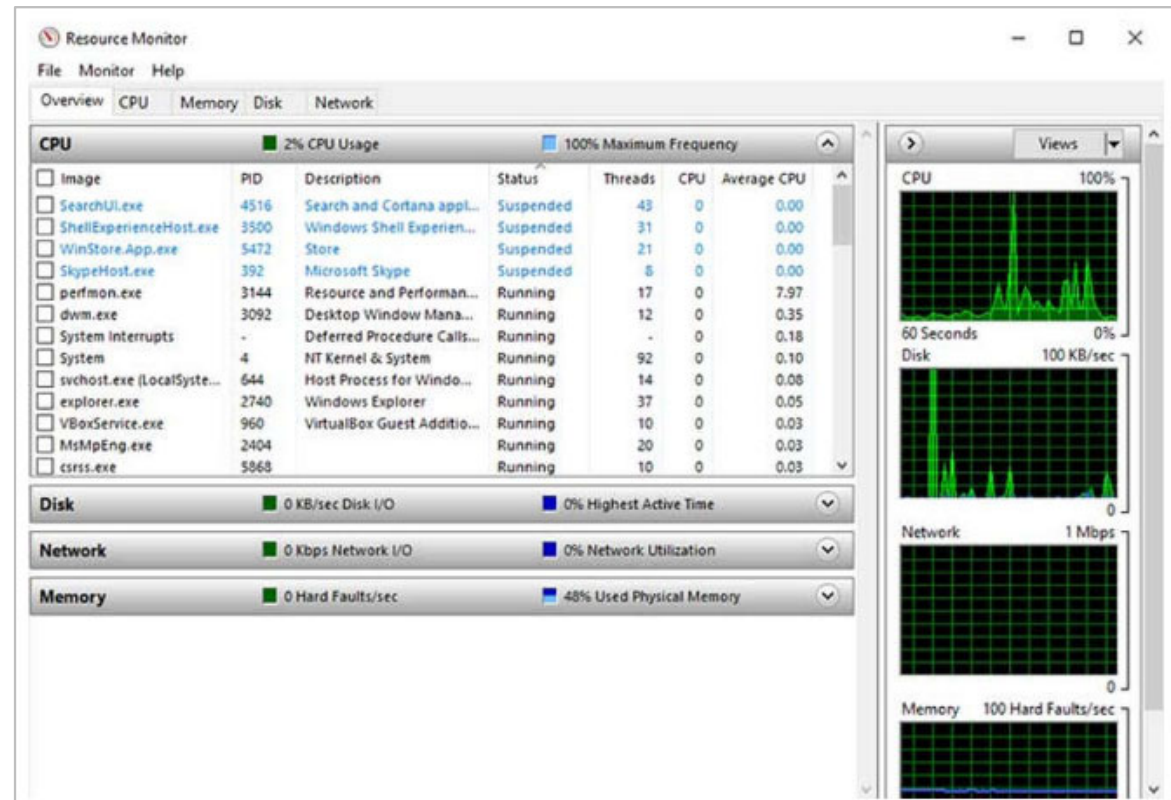 Resource Monitor
File Monitor Help
Overview CPU Memory Disk Network
CPU 2% CPU Usage 100% Maximum Frequency
Image PID Description Status Threads CPU Average CPU
SearchUI.exe 4516 Search and Cortana appl... Suspended 43 0 0.00
ShellExperienceHost.exe 3500 Windows Shell Experien... Suspended 31 0 0.00
WinStore.App.exe 5472 Store Suspended 21 0 0.00
SkypeHost.exe 392 Microsoft Skype Suspended 8 0 0.00
perfmon.exe 3144 Resource and Performan... Running 17 0 7.97
dwm.exe 3092 Desktop Window Mana... Running 12 0 0.35
System Interrupts - Deferred Procedure Calls... Running - 0 0.18
System 4 NT Kernel & System Running 92 0 0.10
svchost.exe (LocalSyste... 644 Host Process for Windo... Running 14 0 0.08
explorer.exe 2740 Windows Explorer Running 37 0 0.05
VBoxService.exe 960 VirtualBox Guest Additio... Running 10 0 0.03
MsMpEng.exe 2404 Running 20 0 0.03
csrss.exe 5868 Running 10 0 0.03
Disk 0 KB/sec Disk I/O 0% Highest Active Time
Network 0 Kbps Network I/O 0% Network Utilization
Memory 0 Hard Faults/sec 48% Used Physical Memory
Views
CPU 100%
60 Seconds 0%
Disk 100 KB/sec
0
Network 1 Mbps
0
Memory 100 Hard Faults/sec